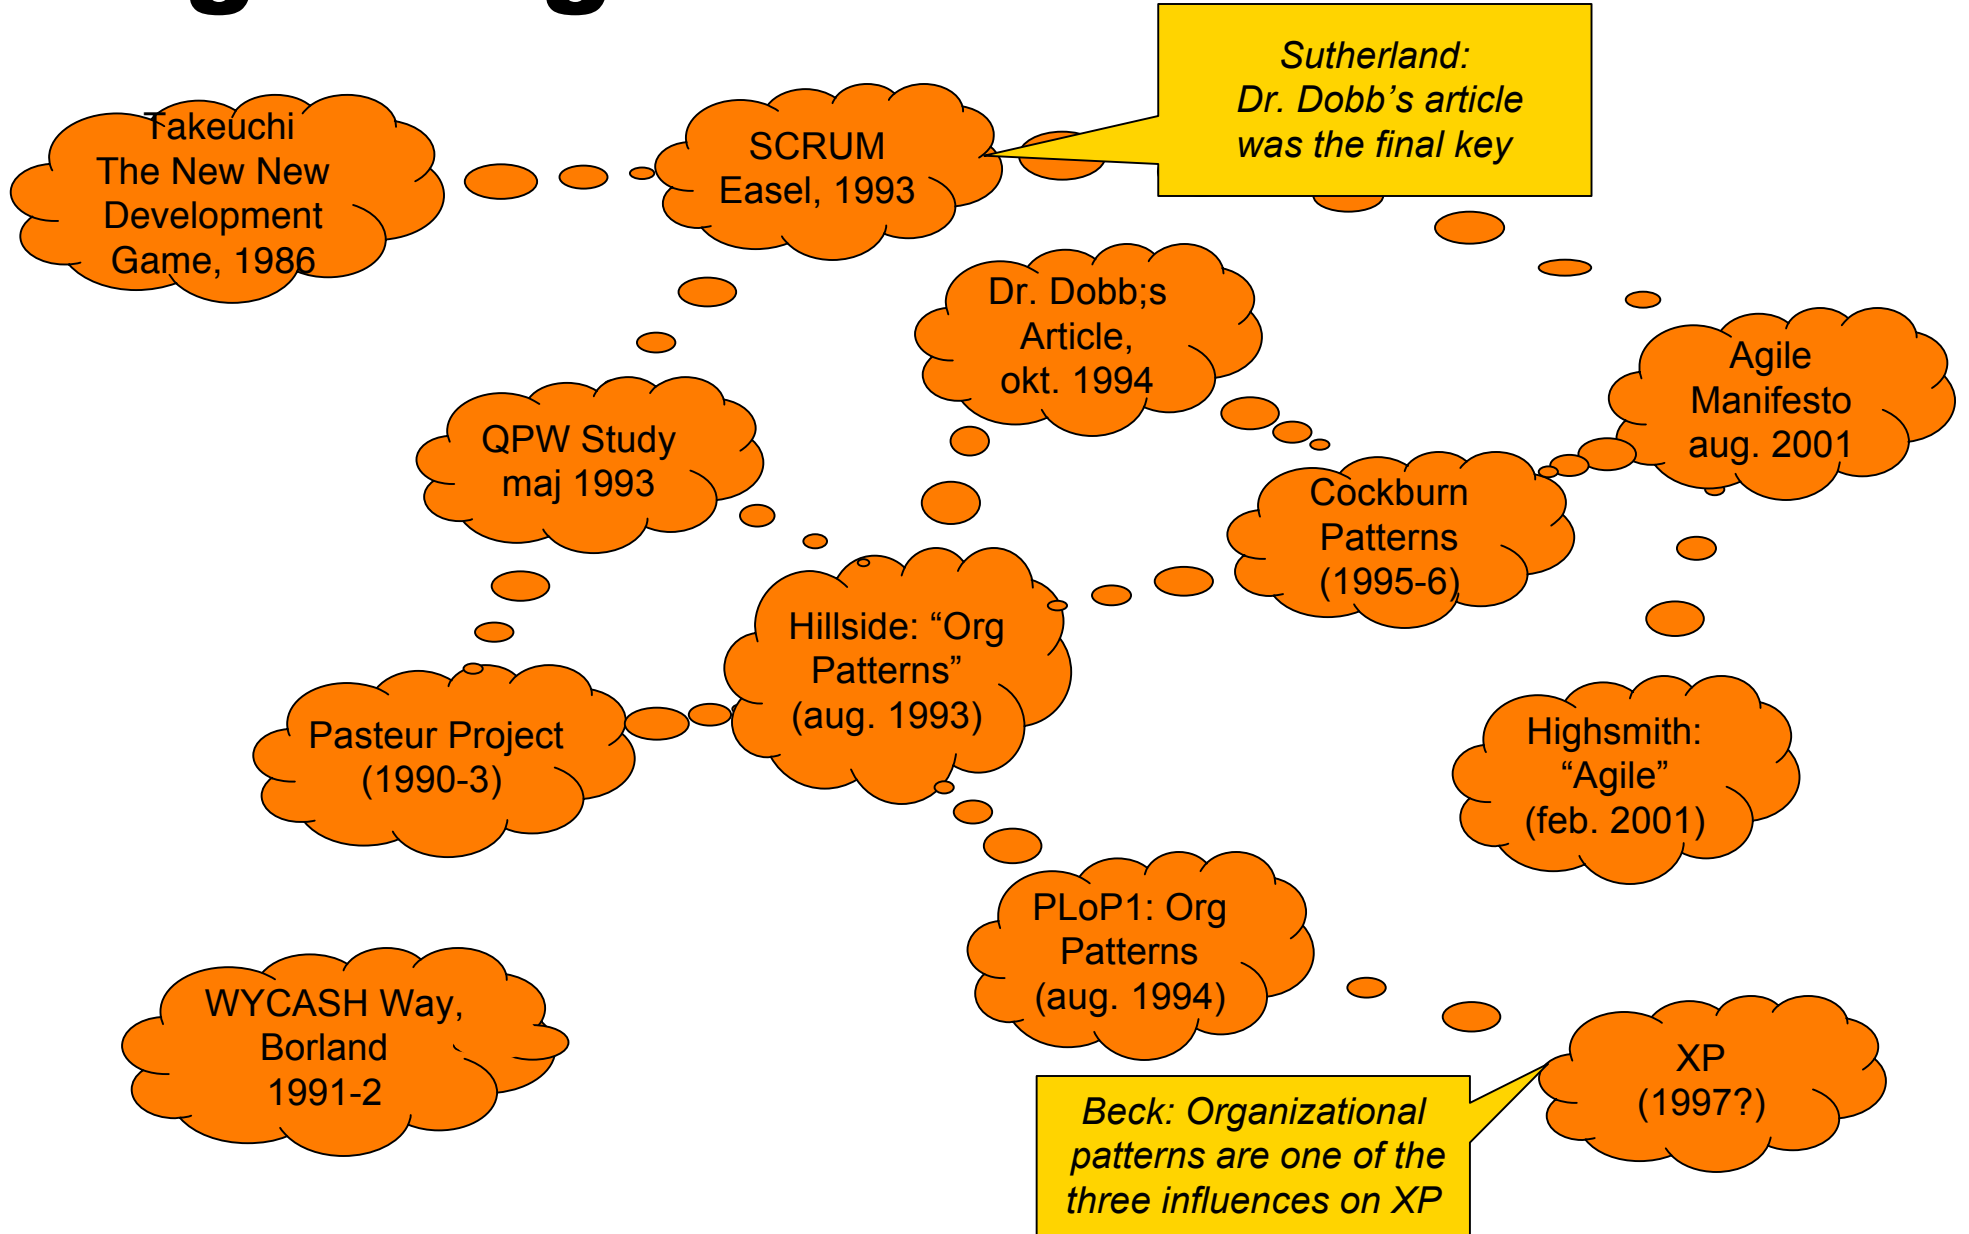 Sutherland:
Dr. Dobb’s article
was the final key
Takeuchi
The New New
Development
Game, 1986
SCRUM
Easel, 1993
Dr. Dobb;s
Article,
okt. 1994
Agile
Manifesto
aug. 2001
QPW Study
maj 1993
Cockburn
Patterns
(1995-6)
Hillside: “Org
Patterns”
(aug. 1993)
Pasteur Project
(1990-3)
Highsmith:
“Agile”
(feb. 2001)
PLoP1: Org
Patterns
(aug. 1994)
WYCASH Way,
Borland
1991-2
XP
(1997?)
Beck: Organizational
patterns are one of the
three influences on XP